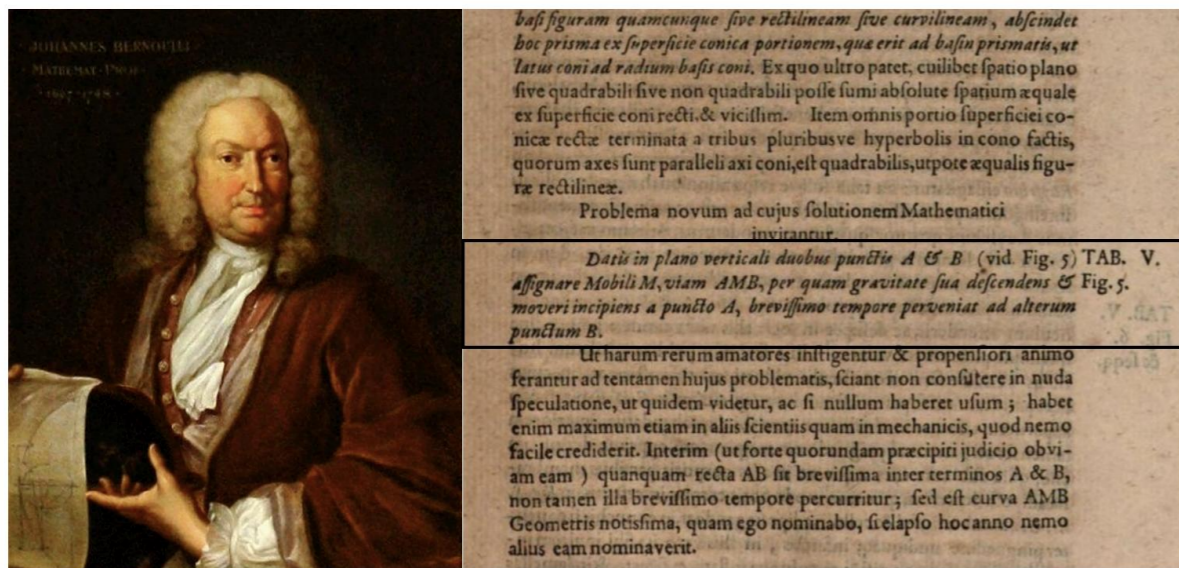 JOHANNES BERNOULLI
MATHEMAT. PROF.
basi figuram quamcunque sive rectilineam sive curvilineam, abscindet
hoc prisma ex superficie conica portionem, quæ erit ad basin prismatis, ut
latus coni ad radium basis coni. Ex quo ultro patet, cuilibet spatio plano
sive quadrabili sive non quadrabili posse sumi absolute spatium æquale
ex superficie coni recti, & vicissim. Item omnis portio superficiei co-
nicæ rectæ terminata a tribus pluribusve hyperbolis in cono factis,
quorum axes sunt paralleli axi coni, est quadrabilis, utpote æqualis figu-
ræ rectilineæ.
Problema novum ad cujus solutionem Mathematici
invitantur.
Datis in plano verticali duobus punctis A & B (vid. Fig. 5) TAB. V.
assignare Mobili M, viam AMB, per quam gravitate sua descendens & Fig. 5.
moveri incipiens a puncto A, brevissimo tempore perveniat ad alterum
punctum B.
Ut harum rerum amatores instigentur & propensiori animo
ferantur ad tentamen hujus problematis, sciant non consistere in nuda
speculatione, ut quidem videtur, ac si nullum haberet usum; habet
enim maximum etiam in aliis scientiis quam in mechanicis, quod nemo
facile crediderit. Interim (ut forte quorundam præcipiti judicio obvi-
am eam) quanquam recta AB sit brevissima inter terminos A & B,
non tamen illa brevissimo tempore percurritur; sed est curva AMB
Geometris notissima, quam ego nominabo, si elapso hoc anno nemo
alius eam nominaverit.